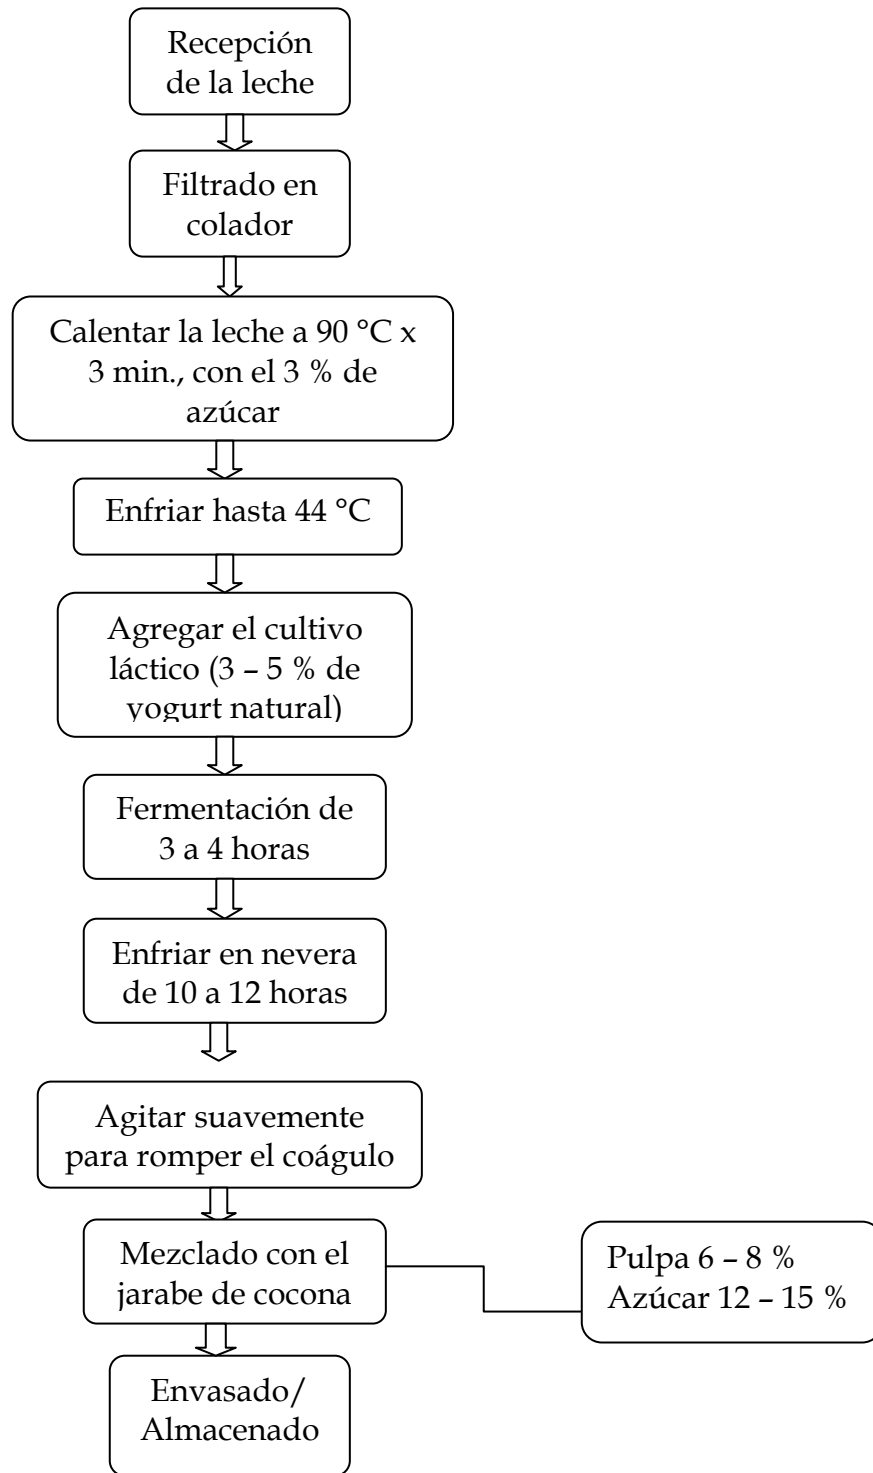 Recepción
de la leche
Filtrado en
colador
Calentar la leche a 90 °C x
3 min., con el 3 % de
azúcar
Enfriar hasta 44 °C
Agregar el cultivo
láctico (3 – 5 % de
yogurt natural)
Fermentación de
3 a 4 horas
Enfriar en nevera
de 10 a 12 horas
Agitar suavemente
para romper el coágulo
Mezclado con el
jarabe de cocona
Pulpa 6 – 8 %
Azúcar 12 – 15 %
Envasado/
Almacenado